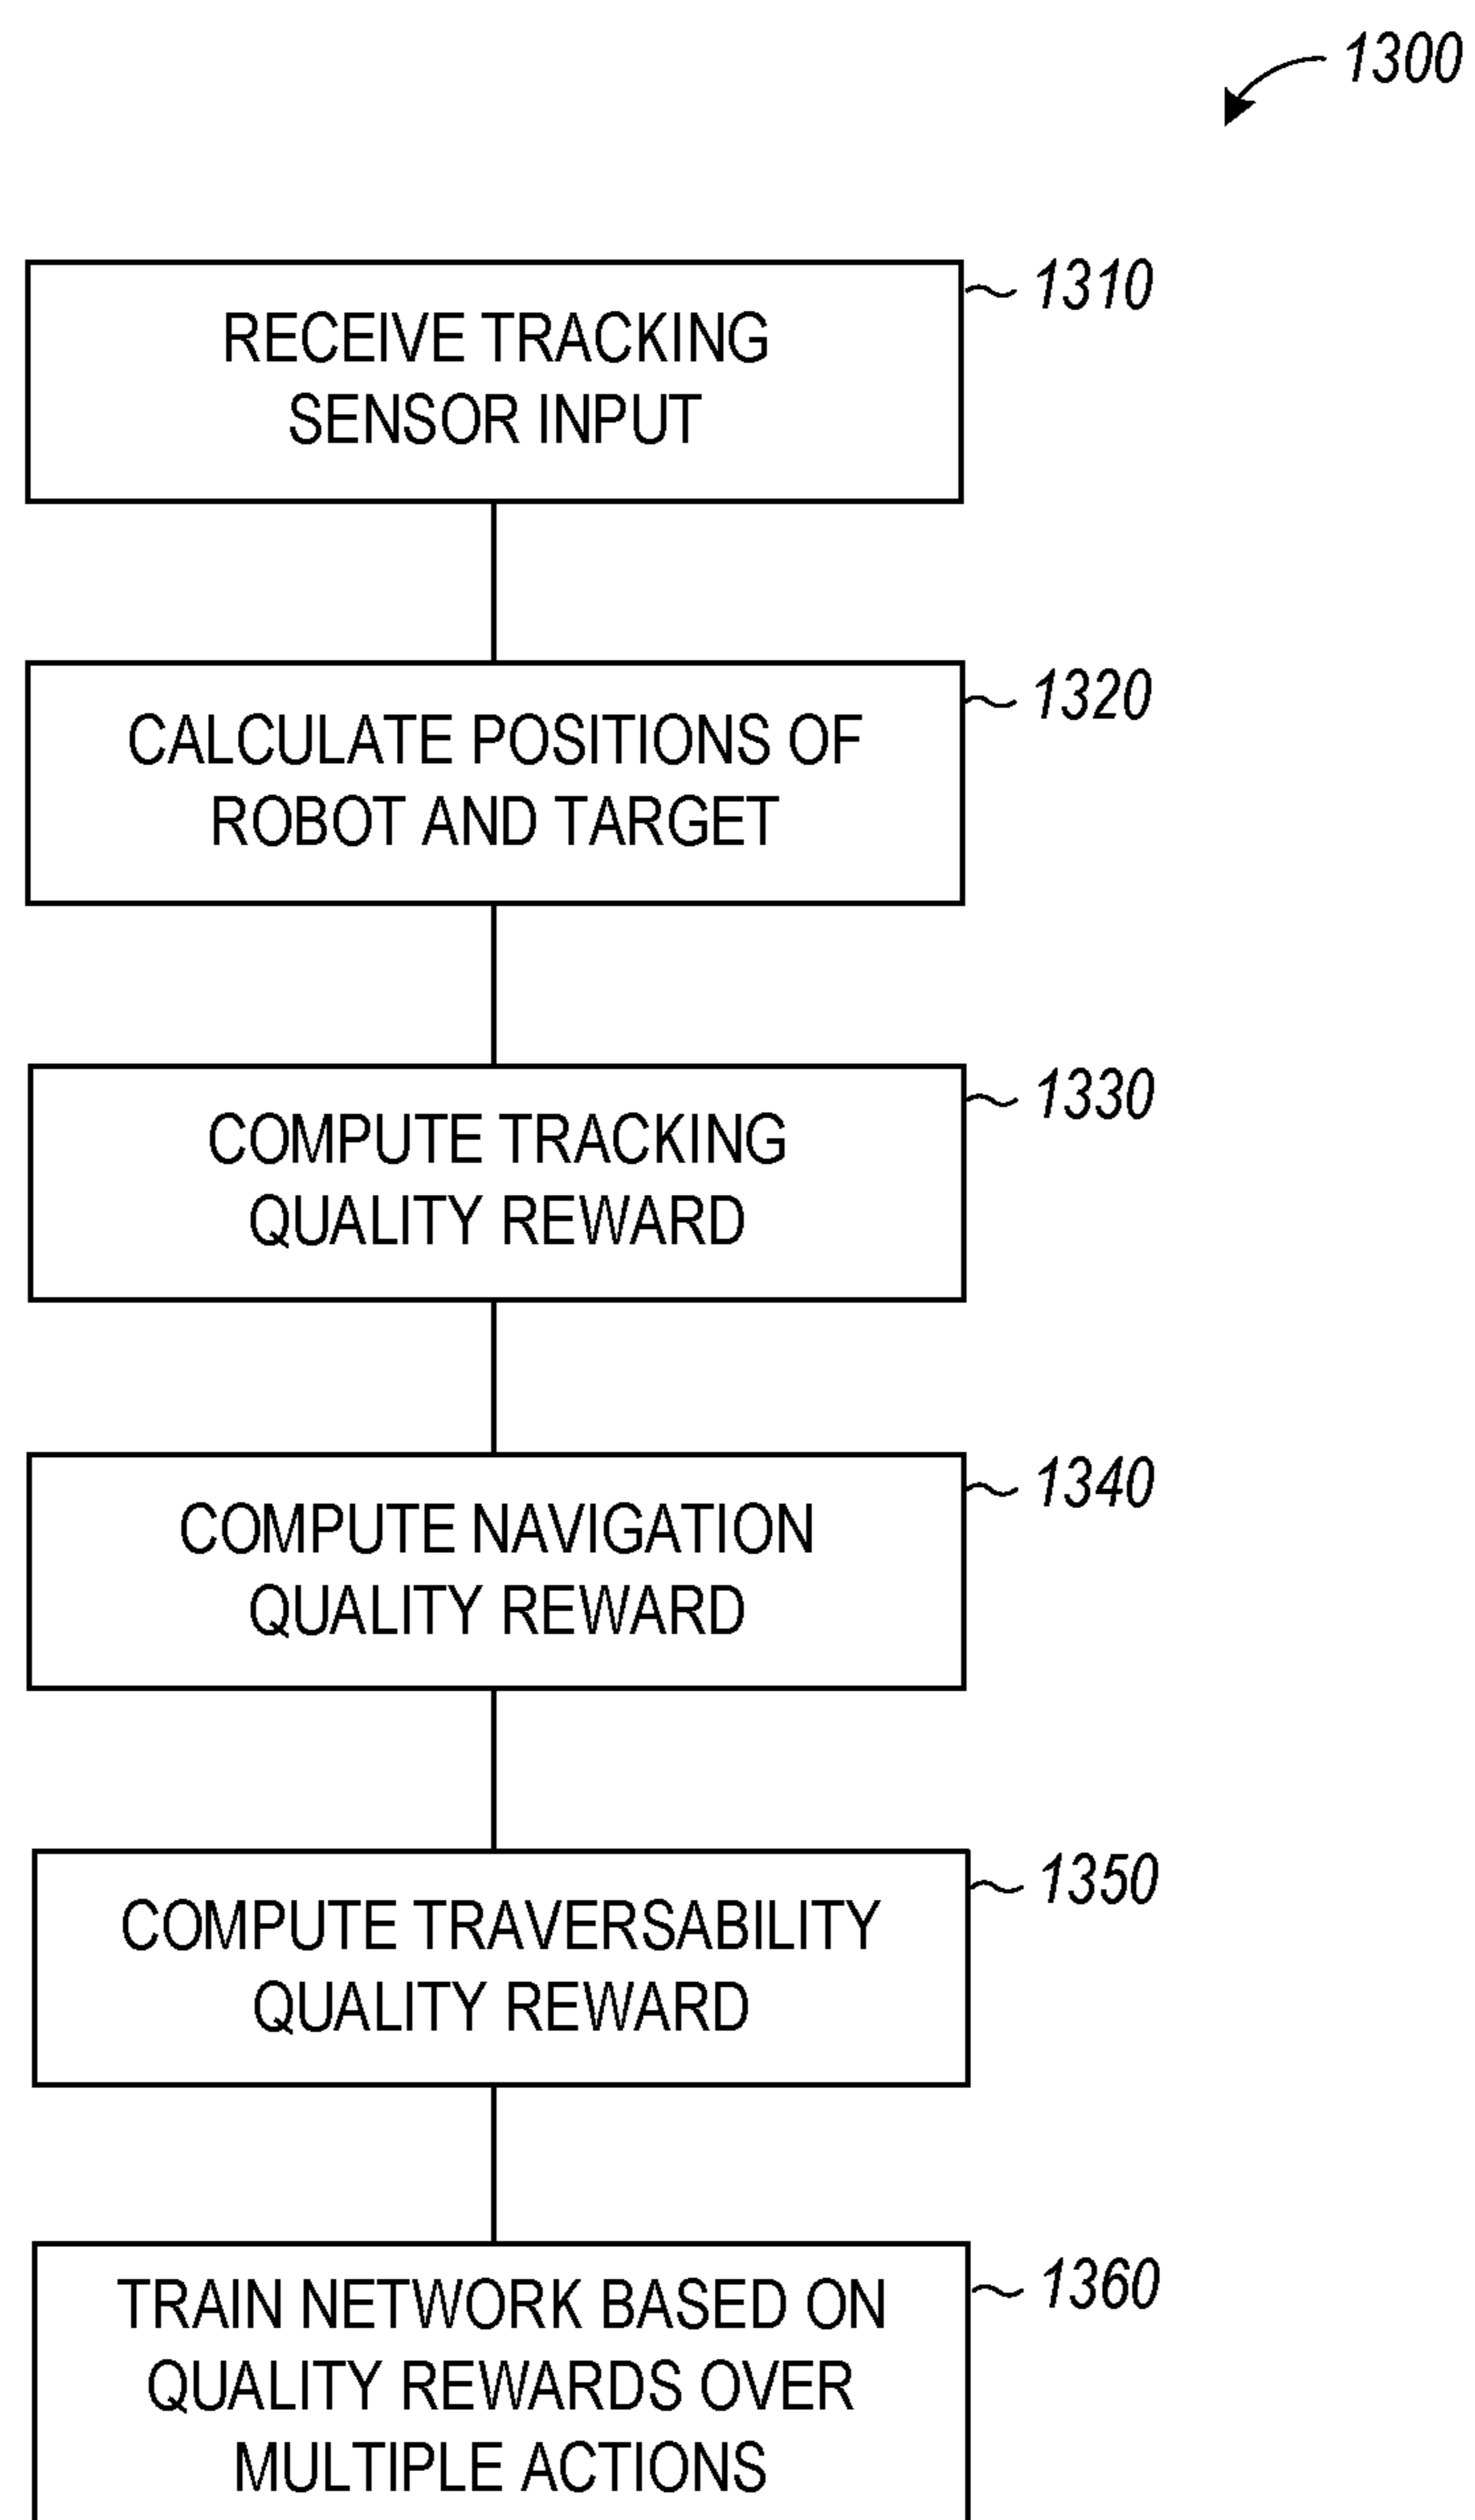 1300
RECEIVE TRACKING
SENSOR INPUT
1310
CALCULATE POSITIONS OF
ROBOT AND TARGET
1320
COMPUTE TRACKING
QUALITY REWARD
1330
COMPUTE NAVIGATION
QUALITY REWARD
1340
COMPUTE TRAVERSABILITY
QUALITY REWARD
1350
TRAIN NETWORK BASED ON
QUALITY REWARDS OVER
MULTIPLE ACTIONS
1360